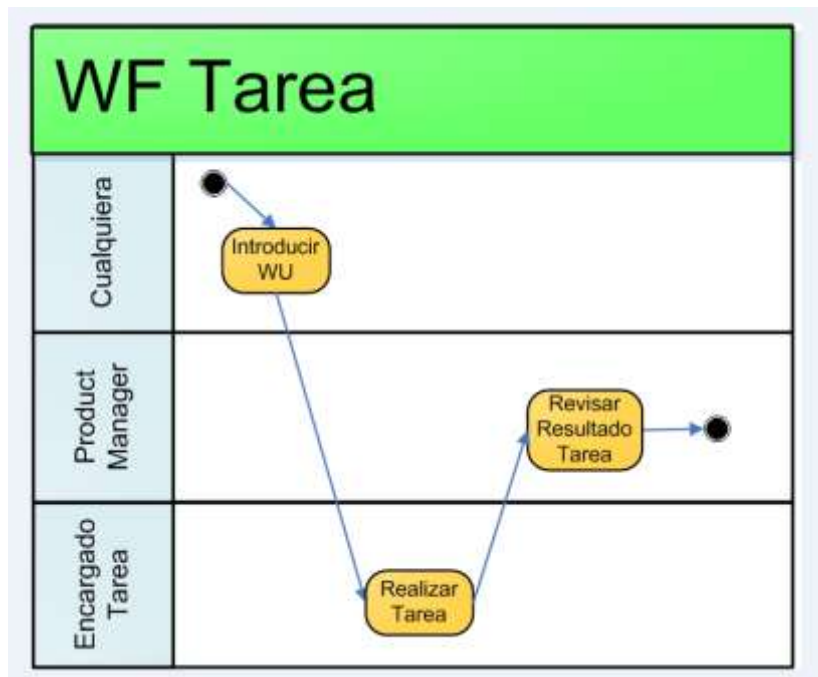 WF Tarea
Cualquiera
Introducir
WU
Product
Manager
Revisar
Resultado
Tarea
Encargado
Tarea
Realizar
Tarea